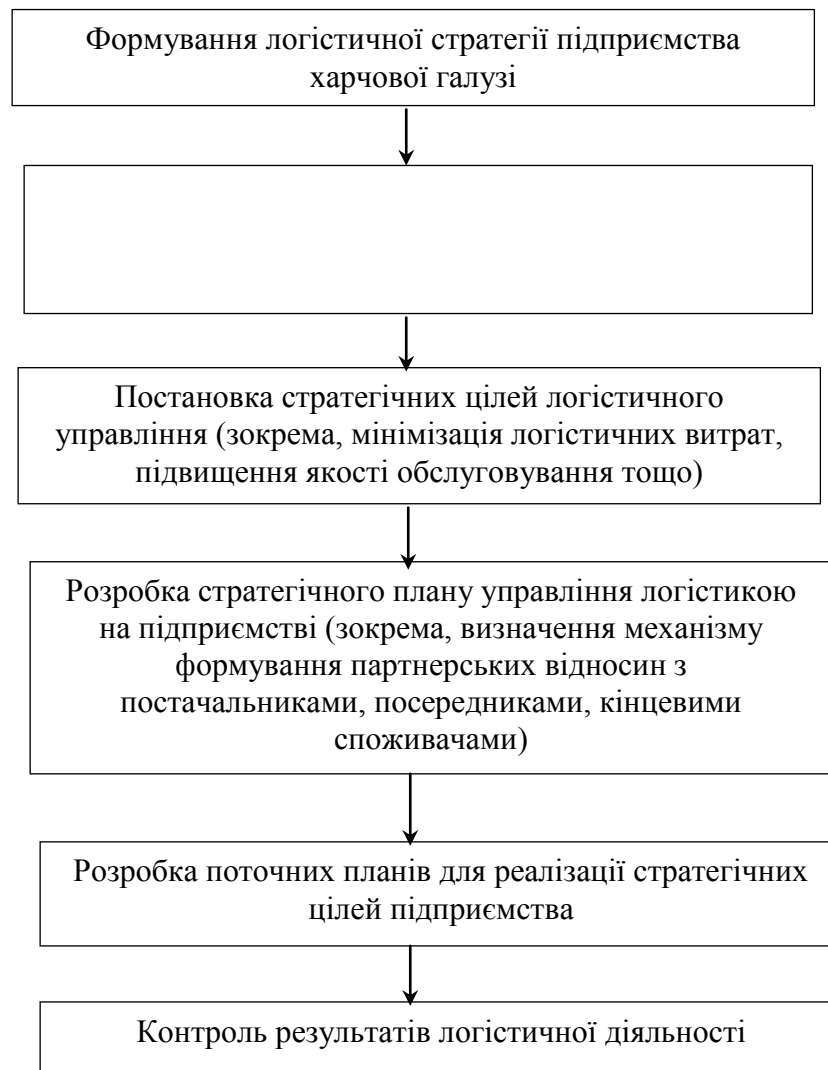 Формування логістичної стратегії підприємства
харчової галузі
Постановка стратегічних цілей логістичного
управління (зокрема, мінімізація логістичних витрат,
підвищення якості обслуговування тощо)
Розробка стратегічного плану управління логістикою
на підприємстві (зокрема, визначення механізму
формування партнерських відносин з
постачальниками, посередниками, кінцевими
споживачами)
Розробка поточних планів для реалізації стратегічних
цілей підприємства
Контроль результатів логістичної діяльності